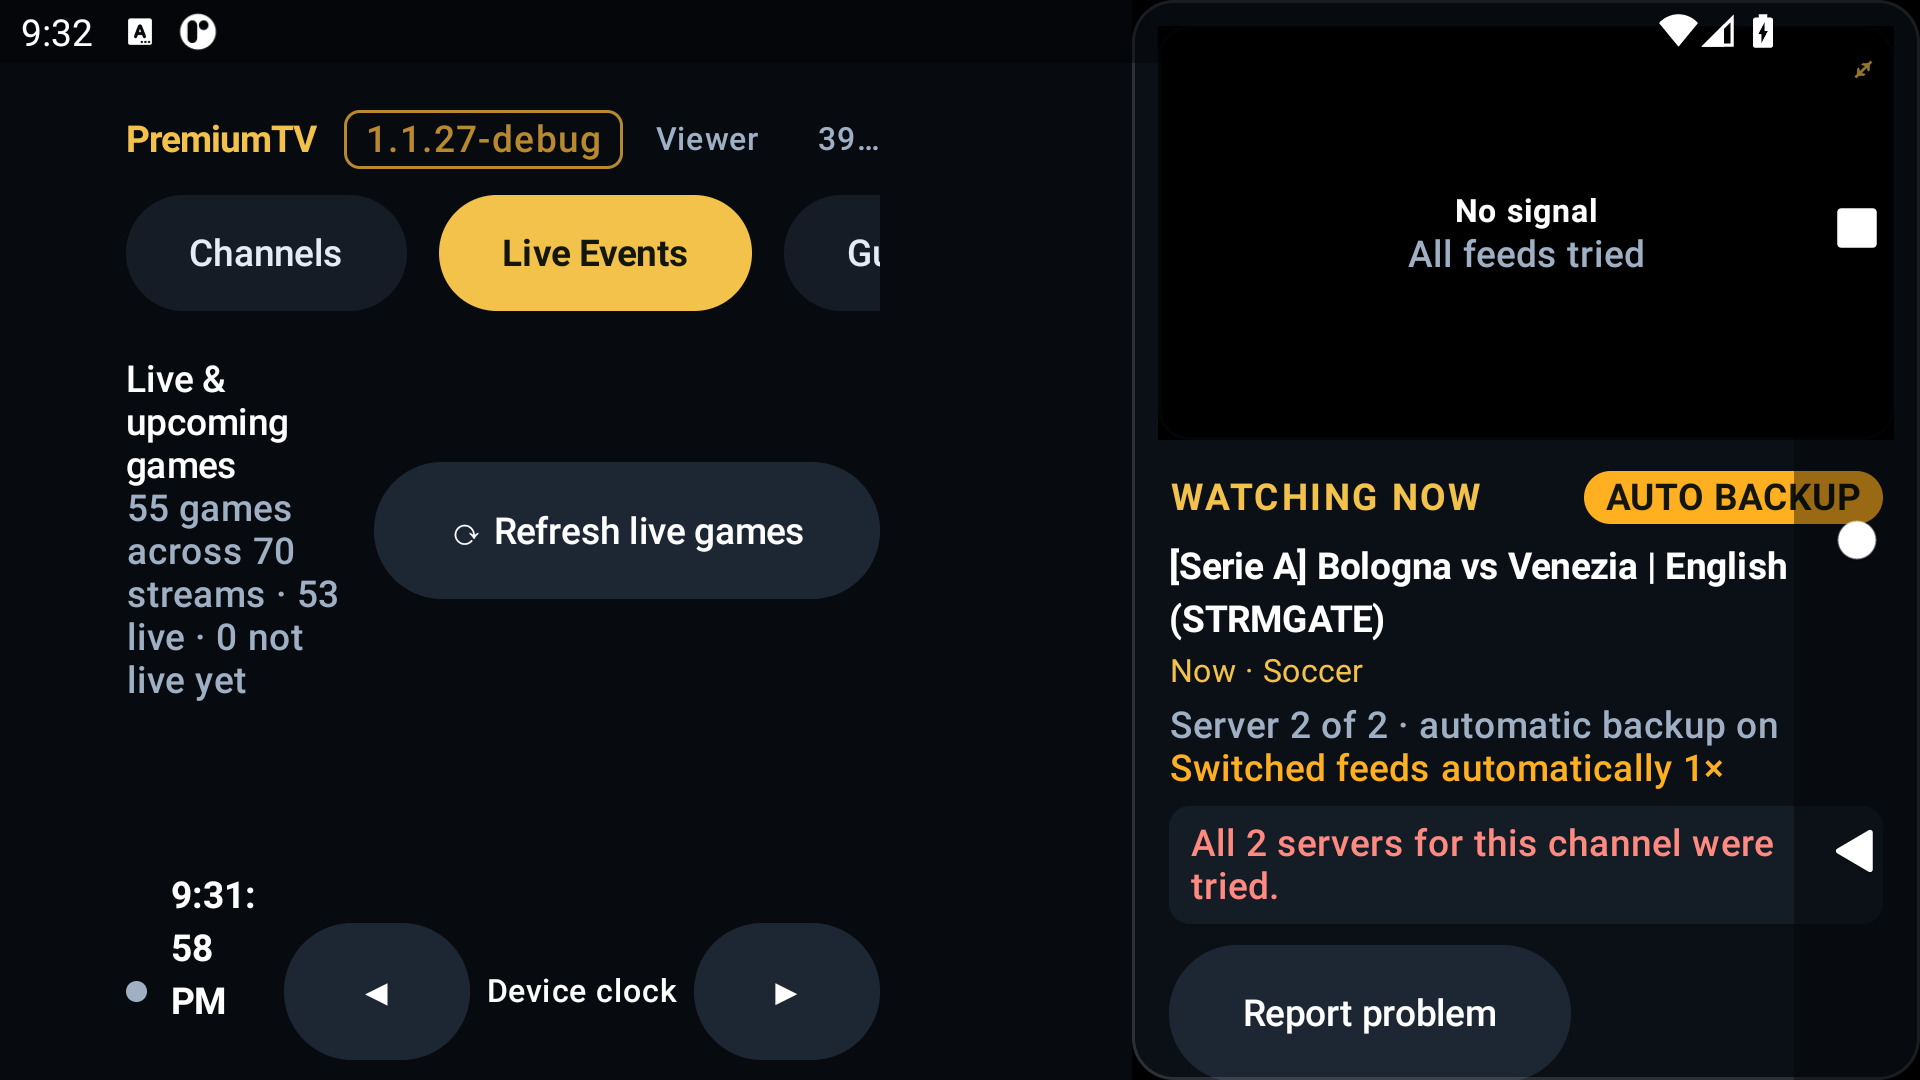 9:32
PremiumTV 1.1.27-debug Viewer 39...
Channels Live Events Gu
Live &
upcoming
games
55 games
across 70
streams · 53
live · 0 not
live yet
⟳ Refresh live games
9:31:
58
PM
◀ Device clock ▶
No signal
All feeds tried
WATCHING NOW AUTO BACKUP
[Serie A] Bologna vs Venezia | English
(STRMGATE)
Now · Soccer
Server 2 of 2 · automatic backup on
Switched feeds automatically 1×
All 2 servers for this channel were
tried.
Report problem